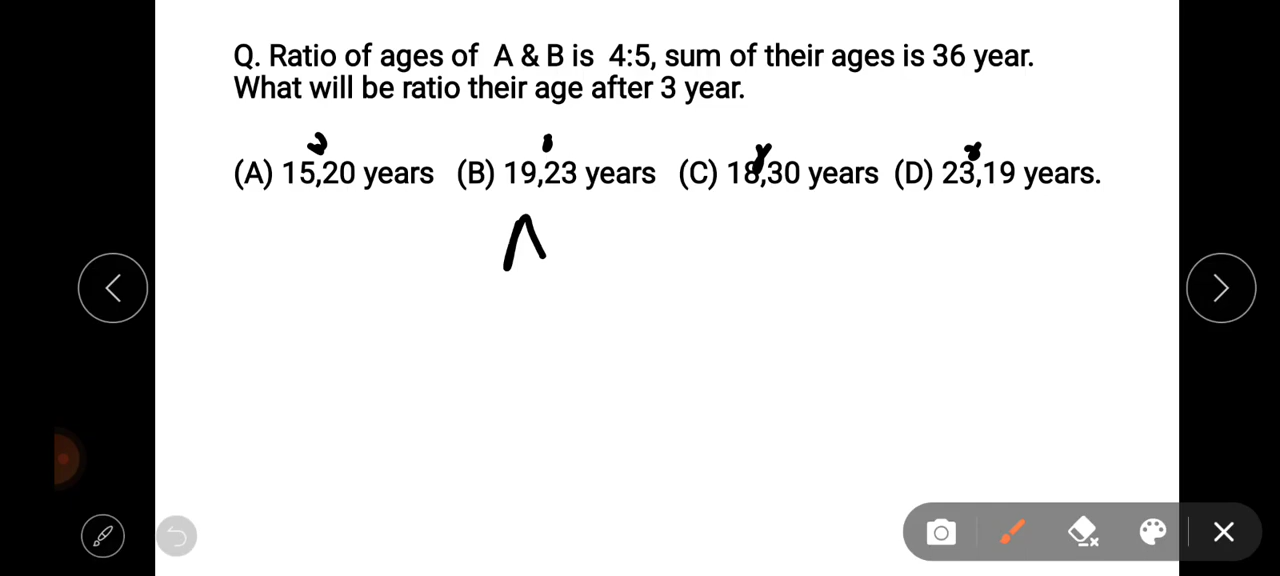 Q. Ratio of ages of A & B is 4:5, sum of their ages is 36 year.
What will be ratio their age after 3 year.
(A) 15,20 years (B) 19,23 years (C) 18,30 years (D) 23,19 years.